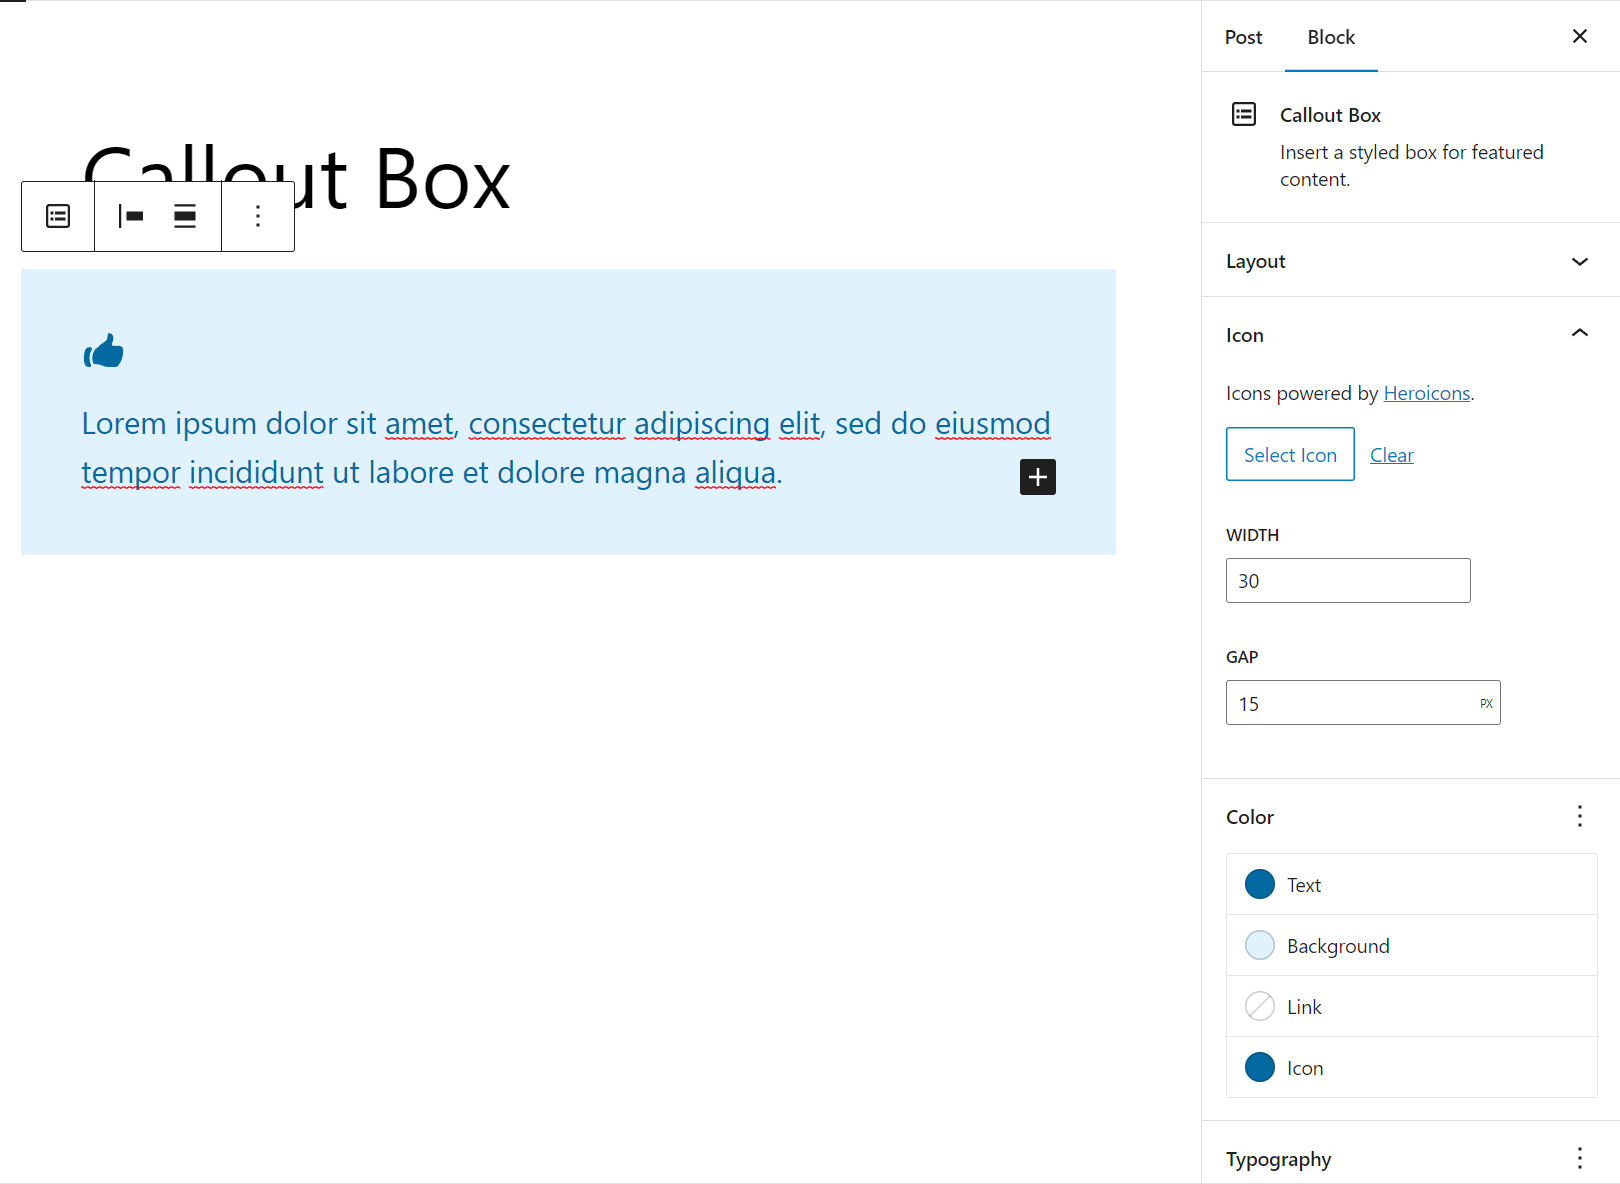 Callout Box
Lorem ipsum dolor sit amet, consectetur adipiscing elit, sed do eiusmod
tempor incididunt ut labore et dolore magna aliqua.
Post Block
Callout Box
Insert a styled box for featured
content.
Layout
Icon
Icons powered by Heroicons.
Select Icon Clear
WIDTH
30
GAP
15 PX
Color
Text
Background
Link
Icon
Typography